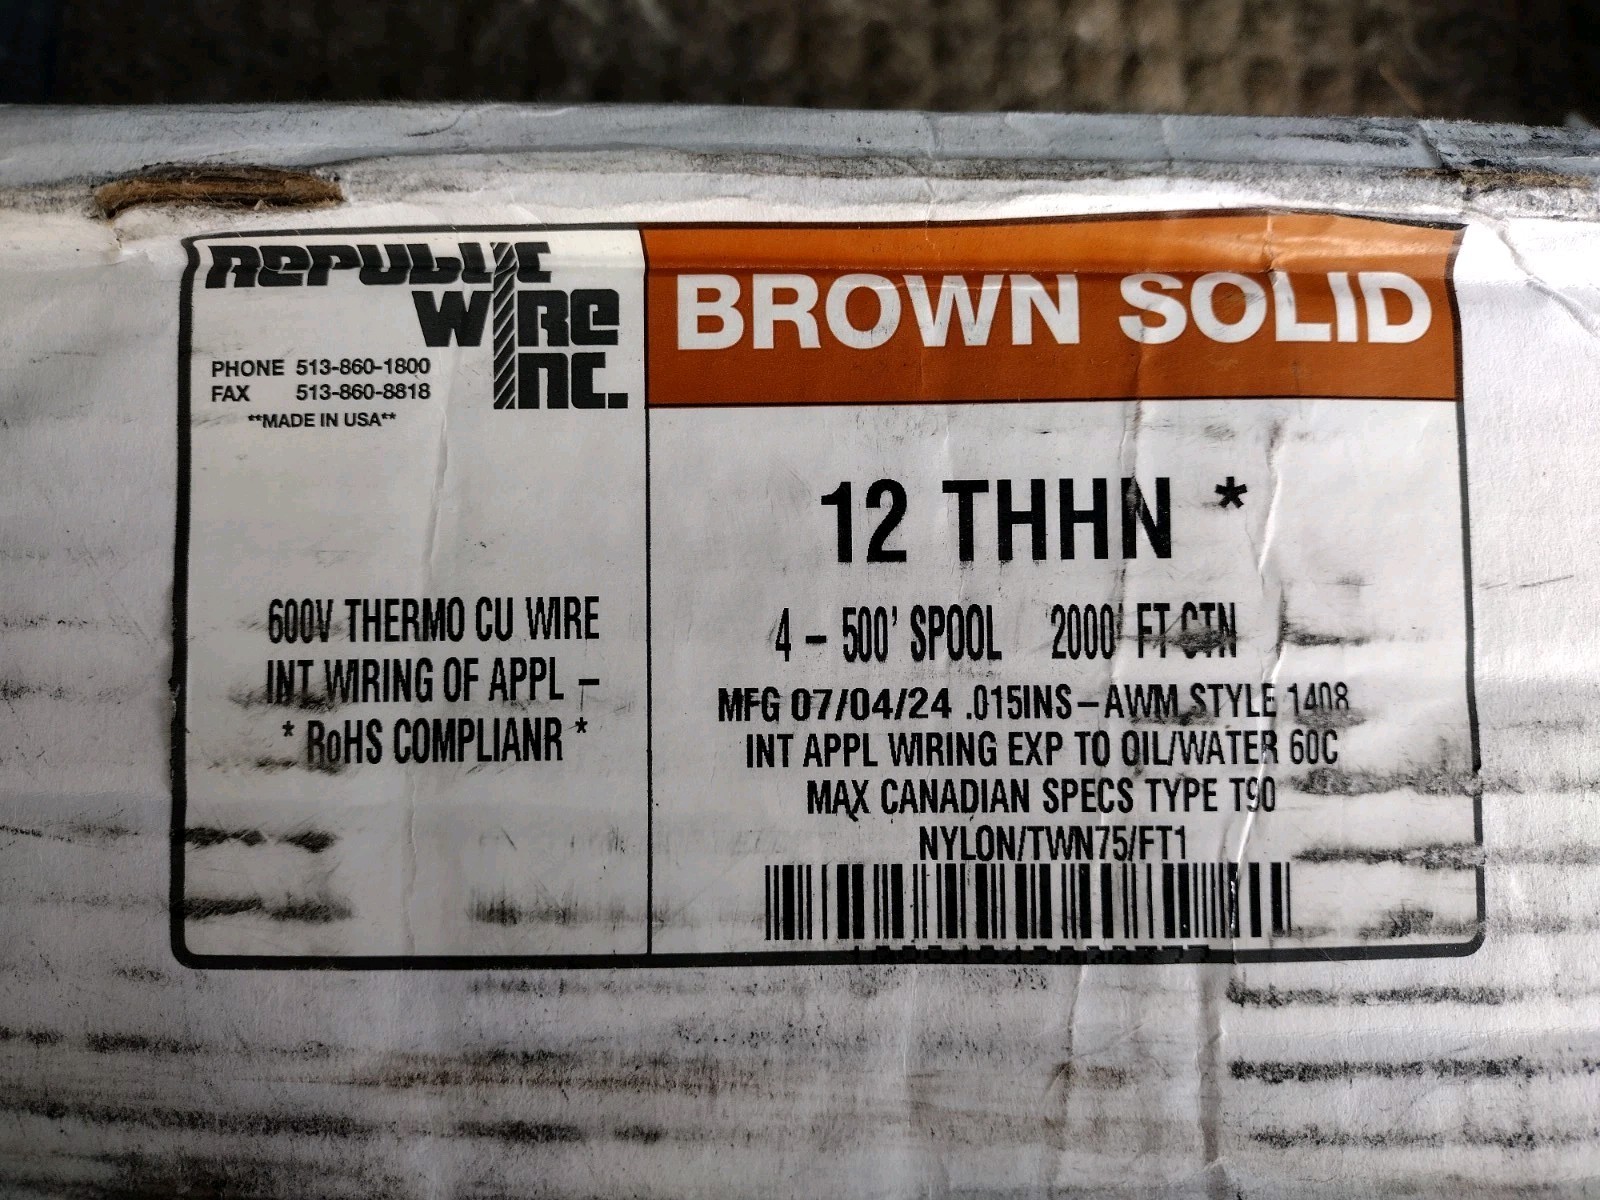 REPUBLIC
WIRE
INC.
PHONE 513-860-1800
FAX 513-860-8818
**MADE IN USA**
600V THERMO CU WIRE
INT WIRING OF APPL –
* RoHS COMPLIANR *
BROWN SOLID
12 THHN *
4 – 500' SPOOL 2000' FT CTN
MFG 07/04/24 .015INS–AWM STYLE 1408
INT APPL WIRING EXP TO OIL/WATER 60C
MAX CANADIAN SPECS TYPE T90
NYLON/TWN75/FT1